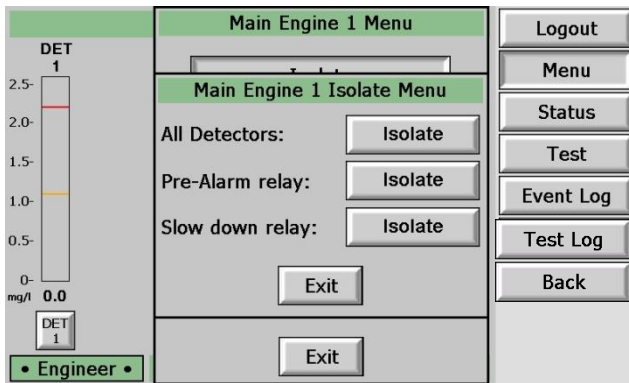 Main Engine 1 Menu
Logout
DET
1
Menu
2.5-
Main Engine 1 Isolate Menu
Status
2.0-
All Detectors: Isolate
Test
1.5-
Pre-Alarm relay: Isolate
Event Log
1.0-
Slow down relay: Isolate
Test Log
0.5-
Exit
Back
0-
mg/l 0.0
DET
1
Exit
• Engineer •